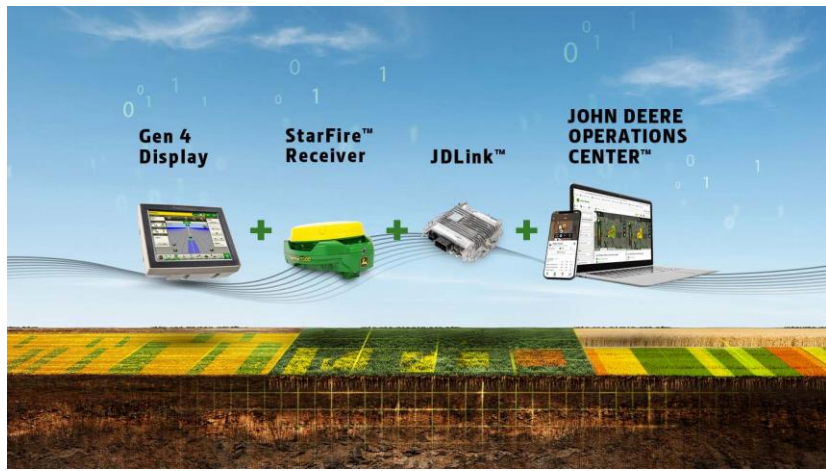 Gen 4
Display
StarFire™
Receiver
JDLink™
JOHN DEERE
OPERATIONS
CENTER™